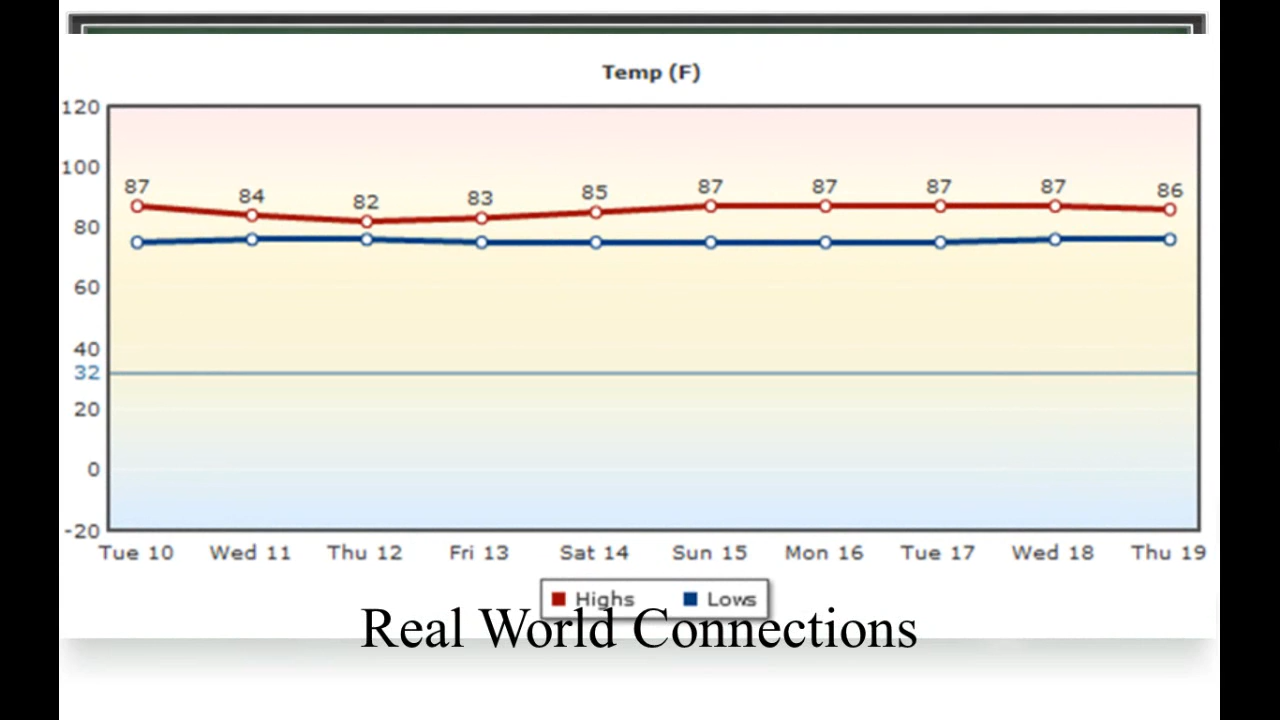 Temp (F)
120
100
87 84 82 83 85 87 87 87 87 86
80
60
40
32
20
0
-20
Tue 10 Wed 11 Thu 12 Fri 13 Sat 14 Sun 15 Mon 16 Tue 17 Wed 18 Thu 19
Highs Lows
Real World Connections